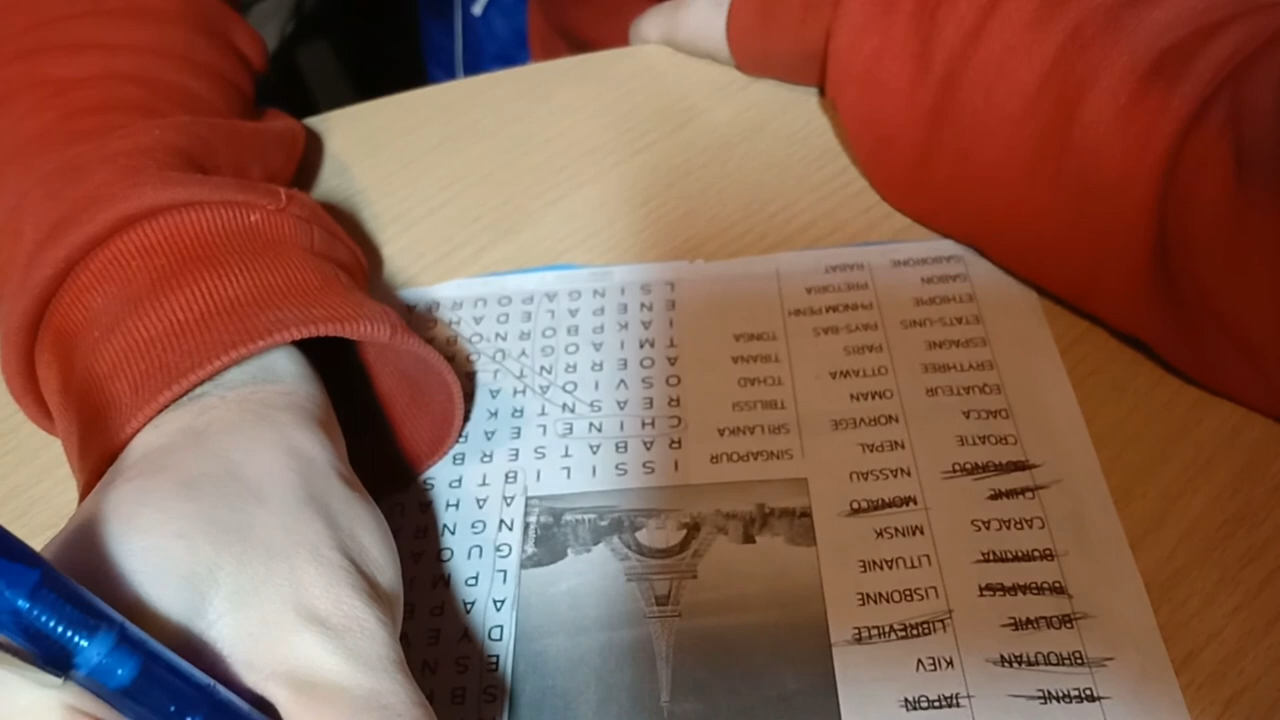 BERNE
BHOUTAN
BOLIVIE
BUDAPEST
BURKINA
CARACAS
CHINE
COTONOU
CROATIE
DACCA
EQUATEUR
ERYTHREE
ESPAGNE
ETATS-UNIS
ETHIOPIE
GABON
GABORONE
JAPON
KIEV
LIBREVILLE
LISBONNE
LITUANIE
MINSK
MONACO
NASSAU
NEPAL
NORVEGE
OMAN
OTTAWA
PARIS
PAYS-BAS
PHNOM PENH
PRETORIA
RABAT
SINGAPOUR
SRI LANKA
TBILISSI
TCHAD
TIRANA
TONGA
S B
E S N
D Y E
A A P E
L P M
G U O
N G N
A A H A
I S S I L I B T P S
R A B A T S E R B
C H I N E L E A R
R E A S N T R K
O S V I O A H A
A O E R R N T J
T M I A O G Y U O
I A K P B Q R N O
E N E P A L E D A H
L S I N G A P O U R